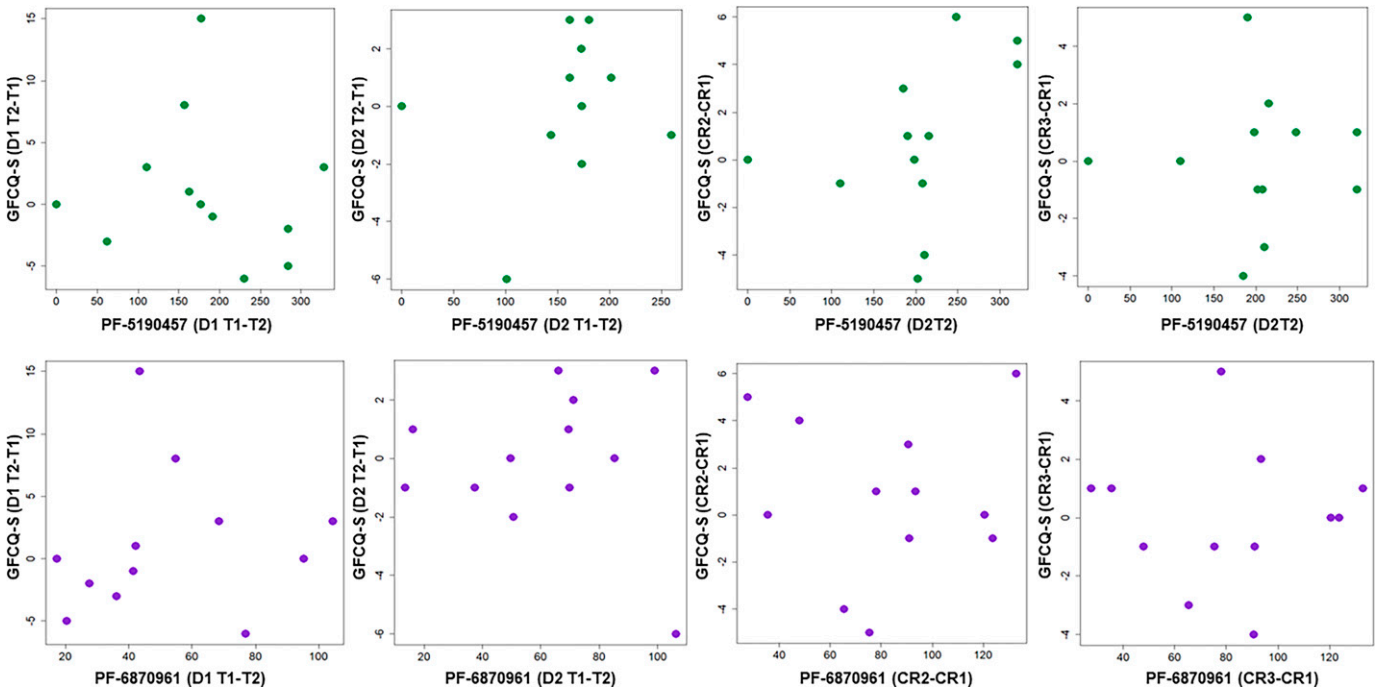 GFCQ-S (D1 T2-T1)
15
10
5
0
-5
0 50 100 150 200 250 300
PF-5190457 (D1 T1-T2)
GFCQ-S (D2 T2-T1)
2
0
-2
-4
-6
0 50 100 150 200 250
PF-5190457 (D2 T1-T2)
GFCQ-S (CR2-CR1)
6
4
2
0
-2
-4
0 50 100 150 200 250 300
PF-5190457 (D2T2)
GFCQ-S (CR3-CR1)
4
2
0
-2
-4
0 50 100 150 200 250 300
PF-5190457 (D2T2)
GFCQ-S (D1 T2-T1)
15
10
5
0
-5
20 40 60 80 100
PF-6870961 (D1 T1-T2)
GFCQ-S (D2 T2-T1)
2
0
-2
-4
-6
20 40 60 80 100
PF-6870961 (D2 T1-T2)
GFCQ-S (CR2-CR1)
6
4
2
0
-2
-4
40 60 80 100 120
PF-6870961 (CR2-CR1)
GFCQ-S (CR3-CR1)
4
2
0
-2
-4
40 60 80 100 120
PF-6870961 (CR3-CR1)